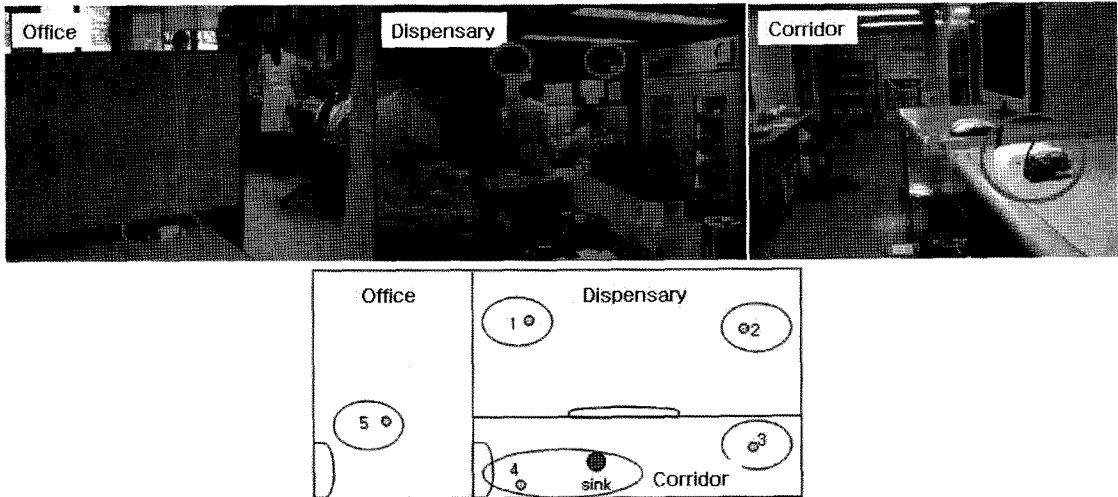 Office
Dispensary
Corridor
Office
Dispensary
1
2
5
3
4
sink
Corridor